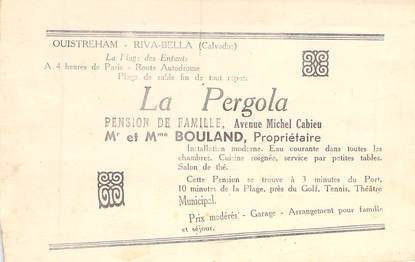 OUISTREHAM - RIVA-BELLA (Calvados)
La Plage des Enfants
A 4 heures de Paris - Route Autodrome
Plage de sable fin de tout repos.
La Pergola
PENSION DE FAMILLE, Avenue Michel Cabieu
Mr et Mme BOULAND, Propriétaire
Installation moderne. Eau courante dans toutes les
chambres. Cuisine soignée, service par petites tables.
Salon de thé.
Cette Pension se trouve à 3 minutes du Port,
10 minutes de la Plage, près du Golf, Tennis, Théâtre
Municipal.
Prix modérés - Garage - Arrangement pour famille
et séjour.